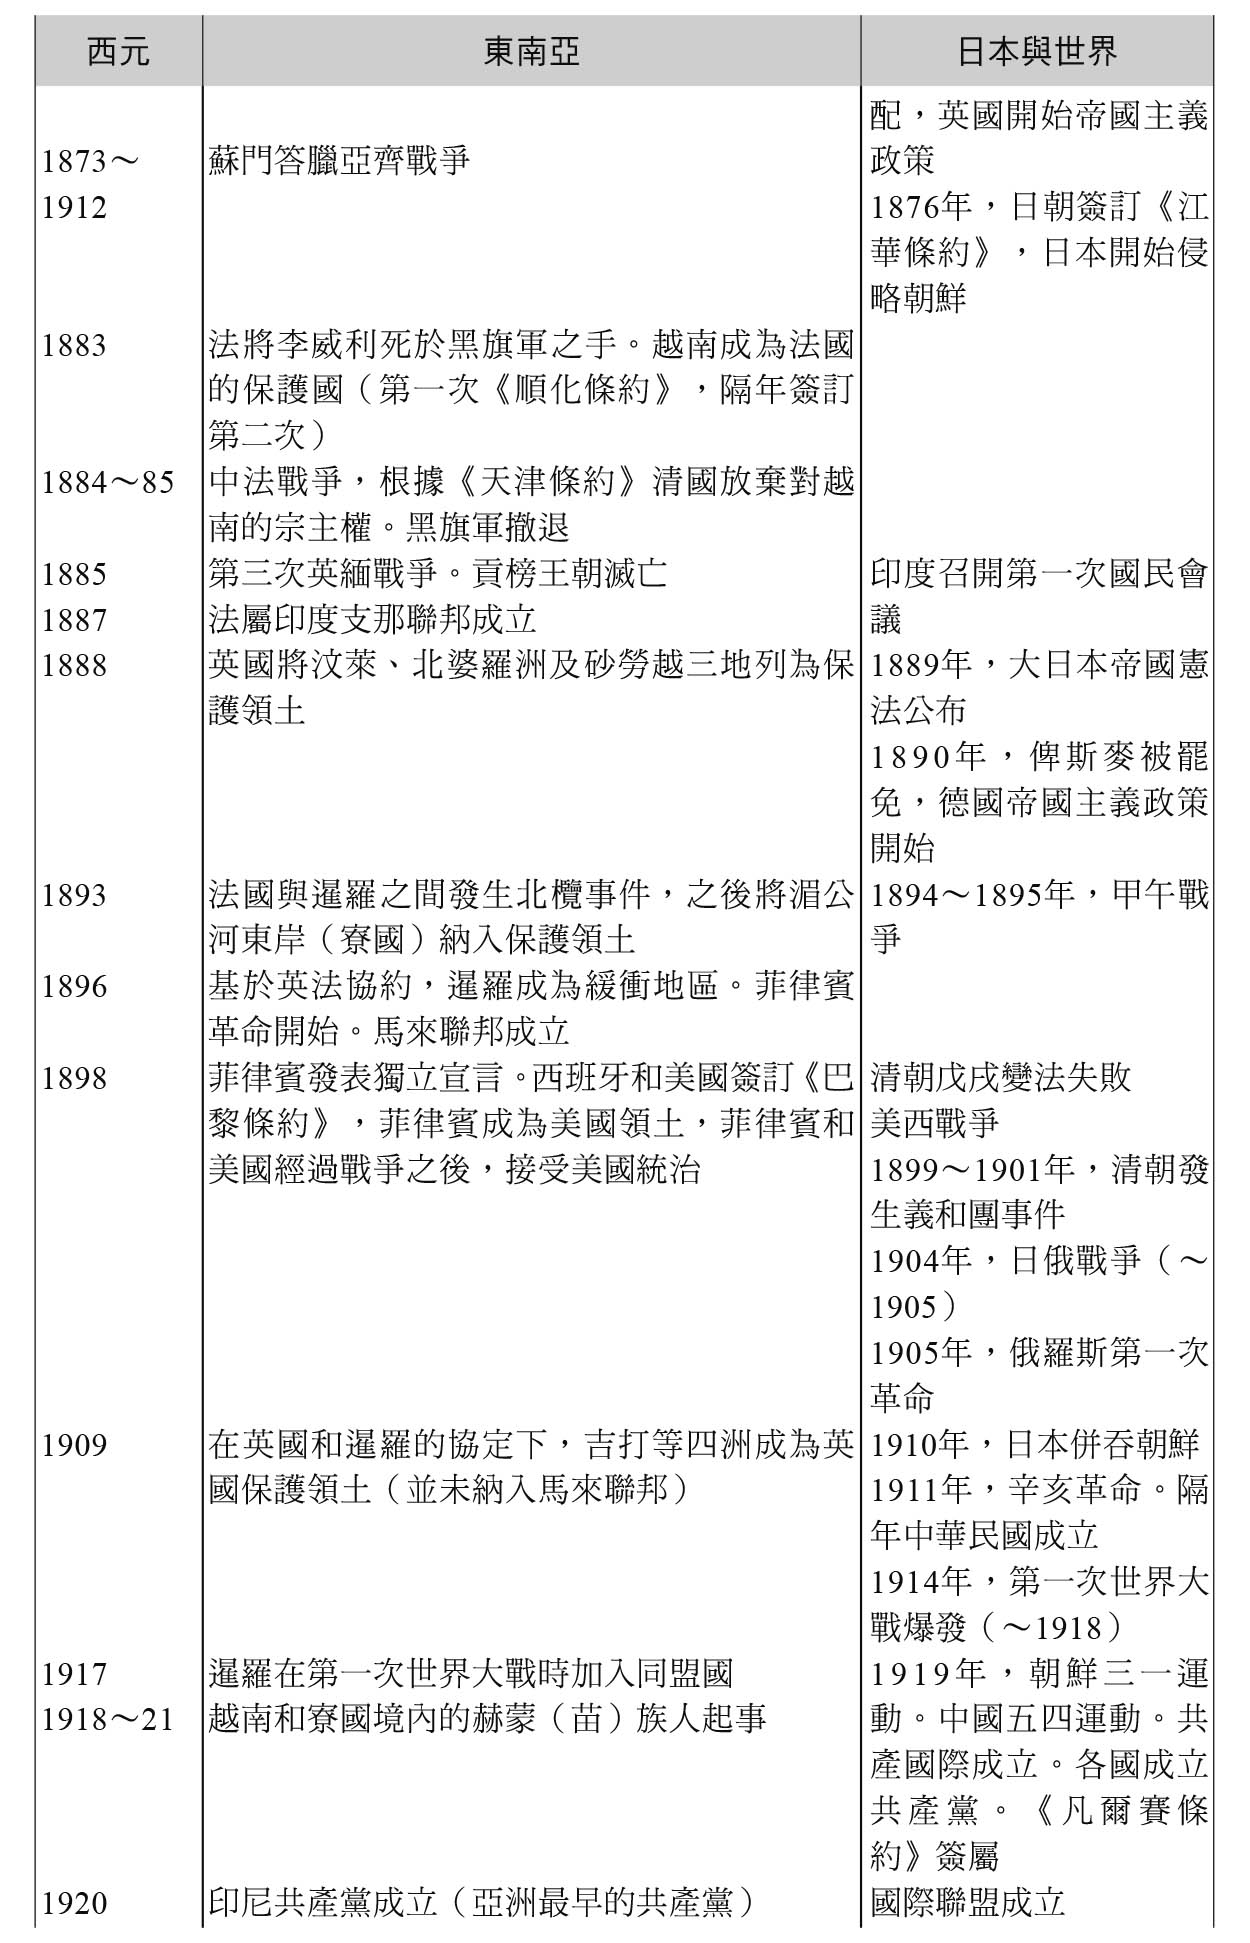 西元 東南亞 日本與世界
配，英國開始帝國主義
1873～ 蘇門答臘亞齊戰爭 政策
1912 1876年，日朝簽訂《江
華條約》，日本開始侵
略朝鮮
1883 法將李威利死於黑旗軍之手。越南成為法國
的保護國（第一次《順化條約》，隔年簽訂
第二次）
1884～85 中法戰爭，根據《天津條約》清國放棄對越
南的宗主權。黑旗軍撤退
1885 第三次英緬戰爭。貢榜王朝滅亡 印度召開第一次國民會
1887 法屬印度支那聯邦成立 議
1888 英國將汶萊、北婆羅洲及砂勞越三地列為保 1889年，大日本帝國憲
護領土 法公布
1890年，俾斯麥被罷
免，德國帝國主義政策
開始
1893 法國與暹羅之間發生北欖事件，之後將湄公 1894～1895年，甲午戰
河東岸（寮國）納入保護領土 爭
1896 基於英法協約，暹羅成為緩衝地區。菲律賓
革命開始。馬來聯邦成立
1898 菲律賓發表獨立宣言。西班牙和美國簽訂《巴 清朝戊戌變法失敗
黎條約》，菲律賓成為美國領土，菲律賓和 美西戰爭
美國經過戰爭之後，接受美國統治 1899～1901年，清朝發
生義和團事件
1904年，日俄戰爭（～
1905）
1905年，俄羅斯第一次
革命
1909 在英國和暹羅的協定下，吉打等四洲成為英 1910年，日本併吞朝鮮
國保護領土（並未納入馬來聯邦） 1911年，辛亥革命。隔
年中華民國成立
1914年，第一次世界大
戰爆發（～1918）
1917 暹羅在第一次世界大戰時加入同盟國 1919年，朝鮮三一運
1918～21 越南和寮國境內的赫蒙（苗）族人起事 動。中國五四運動。共
產國際成立。各國成立
共產黨。《凡爾賽條
約》簽屬
1920 印尼共產黨成立（亞洲最早的共產黨） 國際聯盟成立